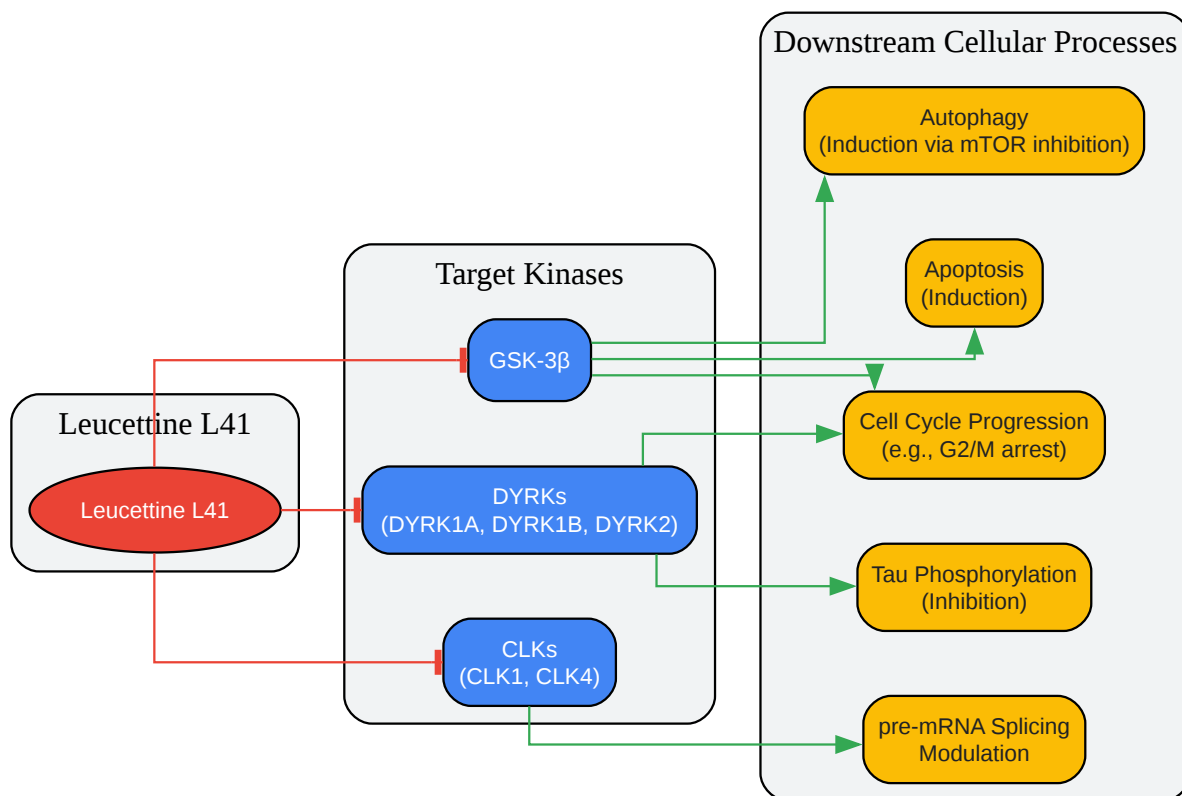 Leucettine L41
Leucettine L41
Target Kinases
GSK-3β
DYRKs
(DYRK1A, DYRK1B, DYRK2)
CLKs
(CLK1, CLK4)
Downstream Cellular Processes
Autophagy
(Induction via mTOR inhibition)
Apoptosis
(Induction)
Cell Cycle Progression
(e.g., G2/M arrest)
Tau Phosphorylation
(Inhibition)
pre-mRNA Splicing
Modulation